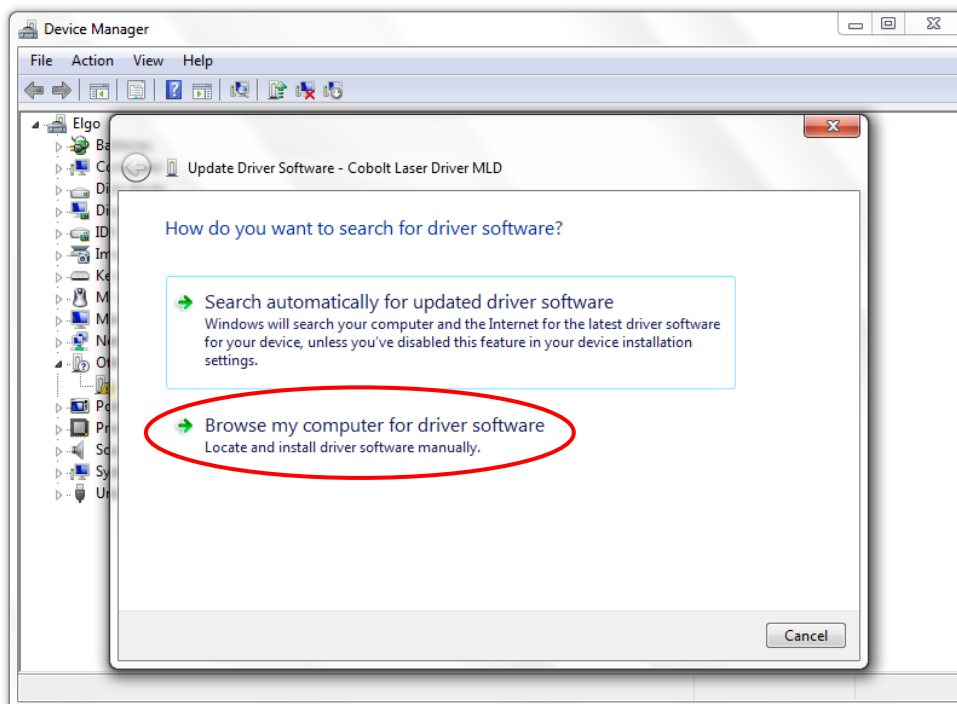 Device Manager
File Action View Help
Elgo
Update Driver Software - Cobolt Laser Driver MLD
How do you want to search for driver software?
Search automatically for updated driver software
Windows will search your computer and the Internet for the latest driver software
for your device, unless you've disabled this feature in your device installation
settings.
Browse my computer for driver software
Locate and install driver software manually.
Cancel